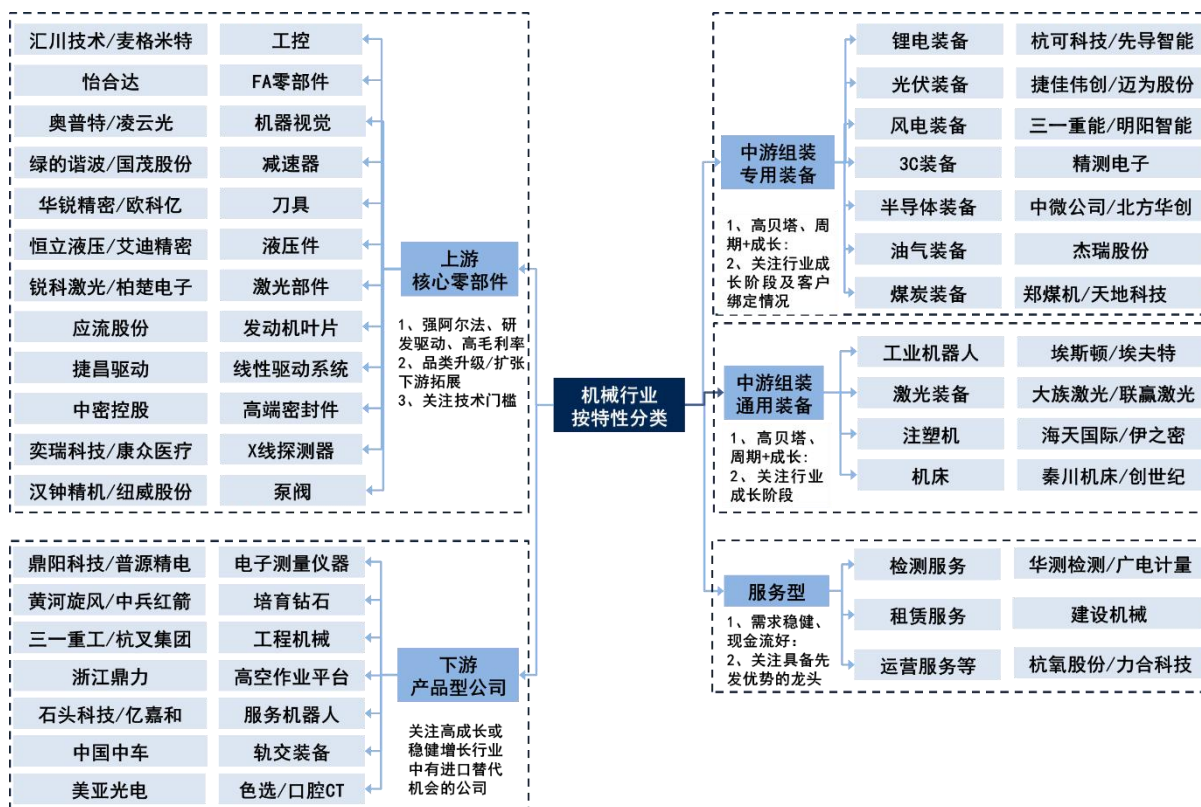 机械行业
按特性分类
上游
核心零部件
1、强阿尔法、研
发驱动、高毛利率
2、品类升级/扩张
下游拓展
3、关注技术门槛
汇川技术/麦格米特
工控
怡合达
FA零部件
奥普特/凌云光
机器视觉
绿的谐波/国茂股份
减速器
华锐精密/欧科亿
刀具
恒立液压/艾迪精密
液压件
锐科激光/柏楚电子
激光部件
应流股份
发动机叶片
捷昌驱动
线性驱动系统
中密控股
高端密封件
奕瑞科技/康众医疗
X线探测器
汉钟精机/纽威股份
泵阀
下游
产品型公司
关注高成长或
稳健增长行业
中有进口替代
机会的公司
鼎阳科技/普源精电
电子测量仪器
黄河旋风/中兵红箭
培育钻石
三一重工/杭叉集团
工程机械
浙江鼎力
高空作业平台
石头科技/亿嘉和
服务机器人
中国中车
轨交装备
美亚光电
色选/口腔CT
中游组装
专用装备
1、高贝塔、周
期+成长：
2、关注行业成
长阶段及客户
绑定情况
锂电装备
杭可科技/先导智能
光伏装备
捷佳伟创/迈为股份
风电装备
三一重能/明阳智能
3C装备
精测电子
半导体装备
中微公司/北方华创
油气装备
杰瑞股份
煤炭装备
郑煤机/天地科技
中游组装
通用装备
1、高贝塔、
周期+成长：
2、关注行业
成长阶段
工业机器人
埃斯顿/埃夫特
激光装备
大族激光/联赢激光
注塑机
海天国际/伊之密
机床
秦川机床/创世纪
服务型
1、需求稳健、
现金流好：
2、关注具备先
发优势的龙头
检测服务
华测检测/广电计量
租赁服务
建设机械
运营服务等
杭氧股份/力合科技